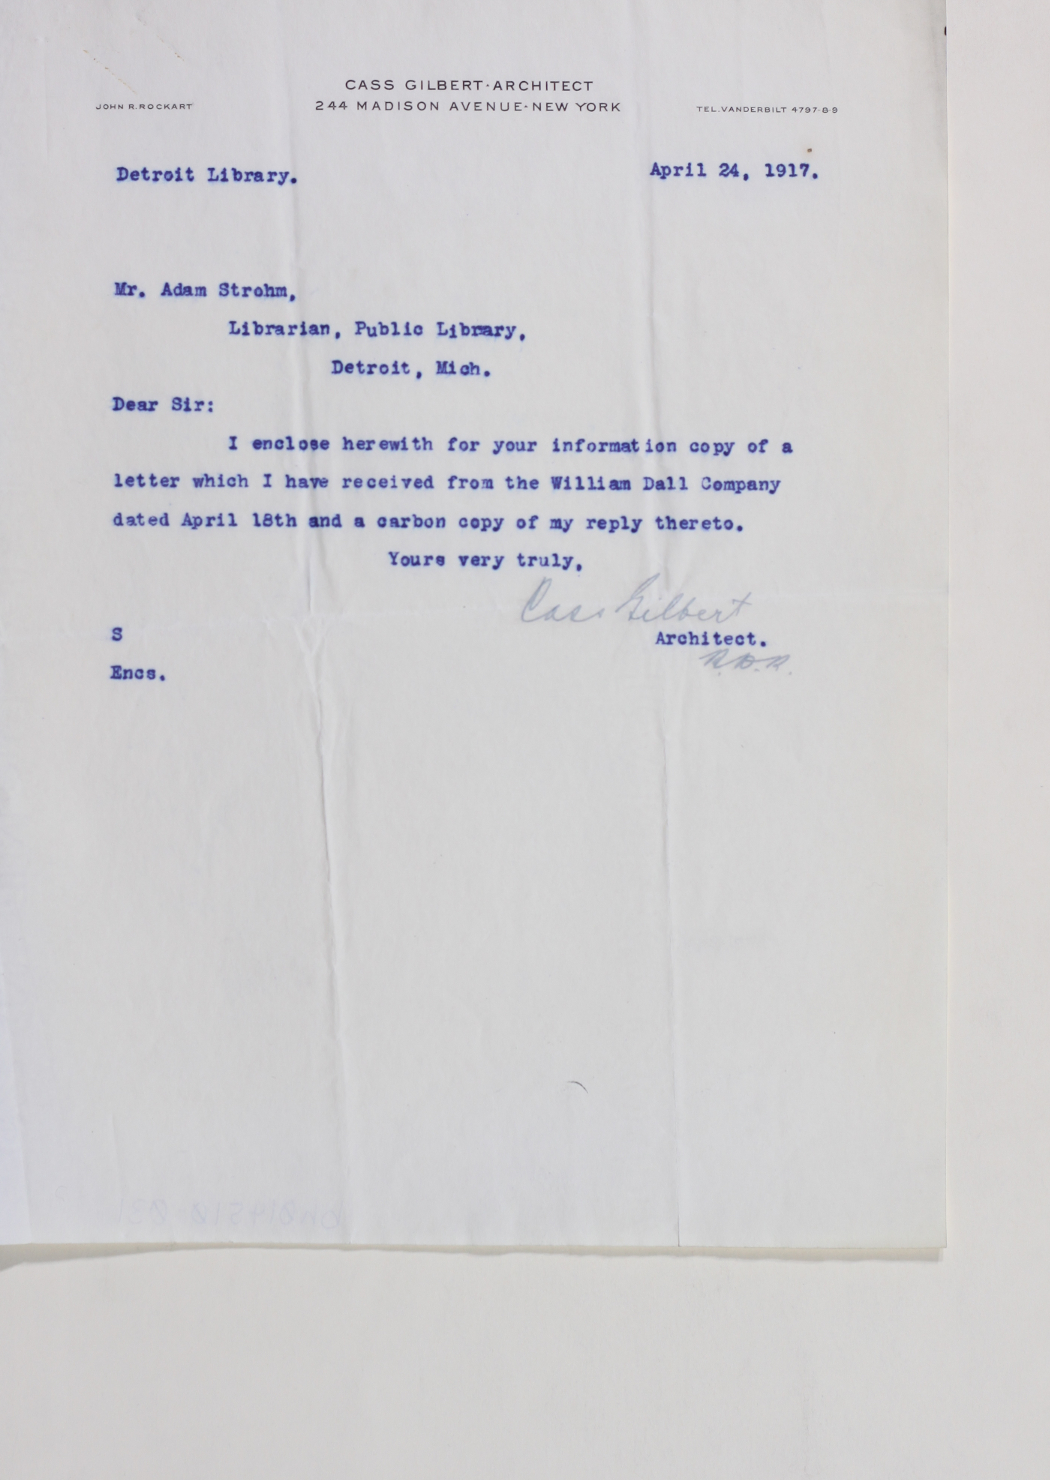 CASS GILBERT·ARCHITECT
JOHN R. ROCKART 244 MADISON AVENUE·NEW YORK TEL. VANDERBILT 4797-8-9
Detroit Library. April 24, 1917.
Mr. Adam Strohm,
Librarian, Public Library,
Detroit, Mich.
Dear Sir:
I enclose herewith for your information copy of a
letter which I have received from the William Dall Company
dated April 18th and a carbon copy of my reply thereto.
Yours very truly,
Cass Gilbert
S Architect.
Encs.